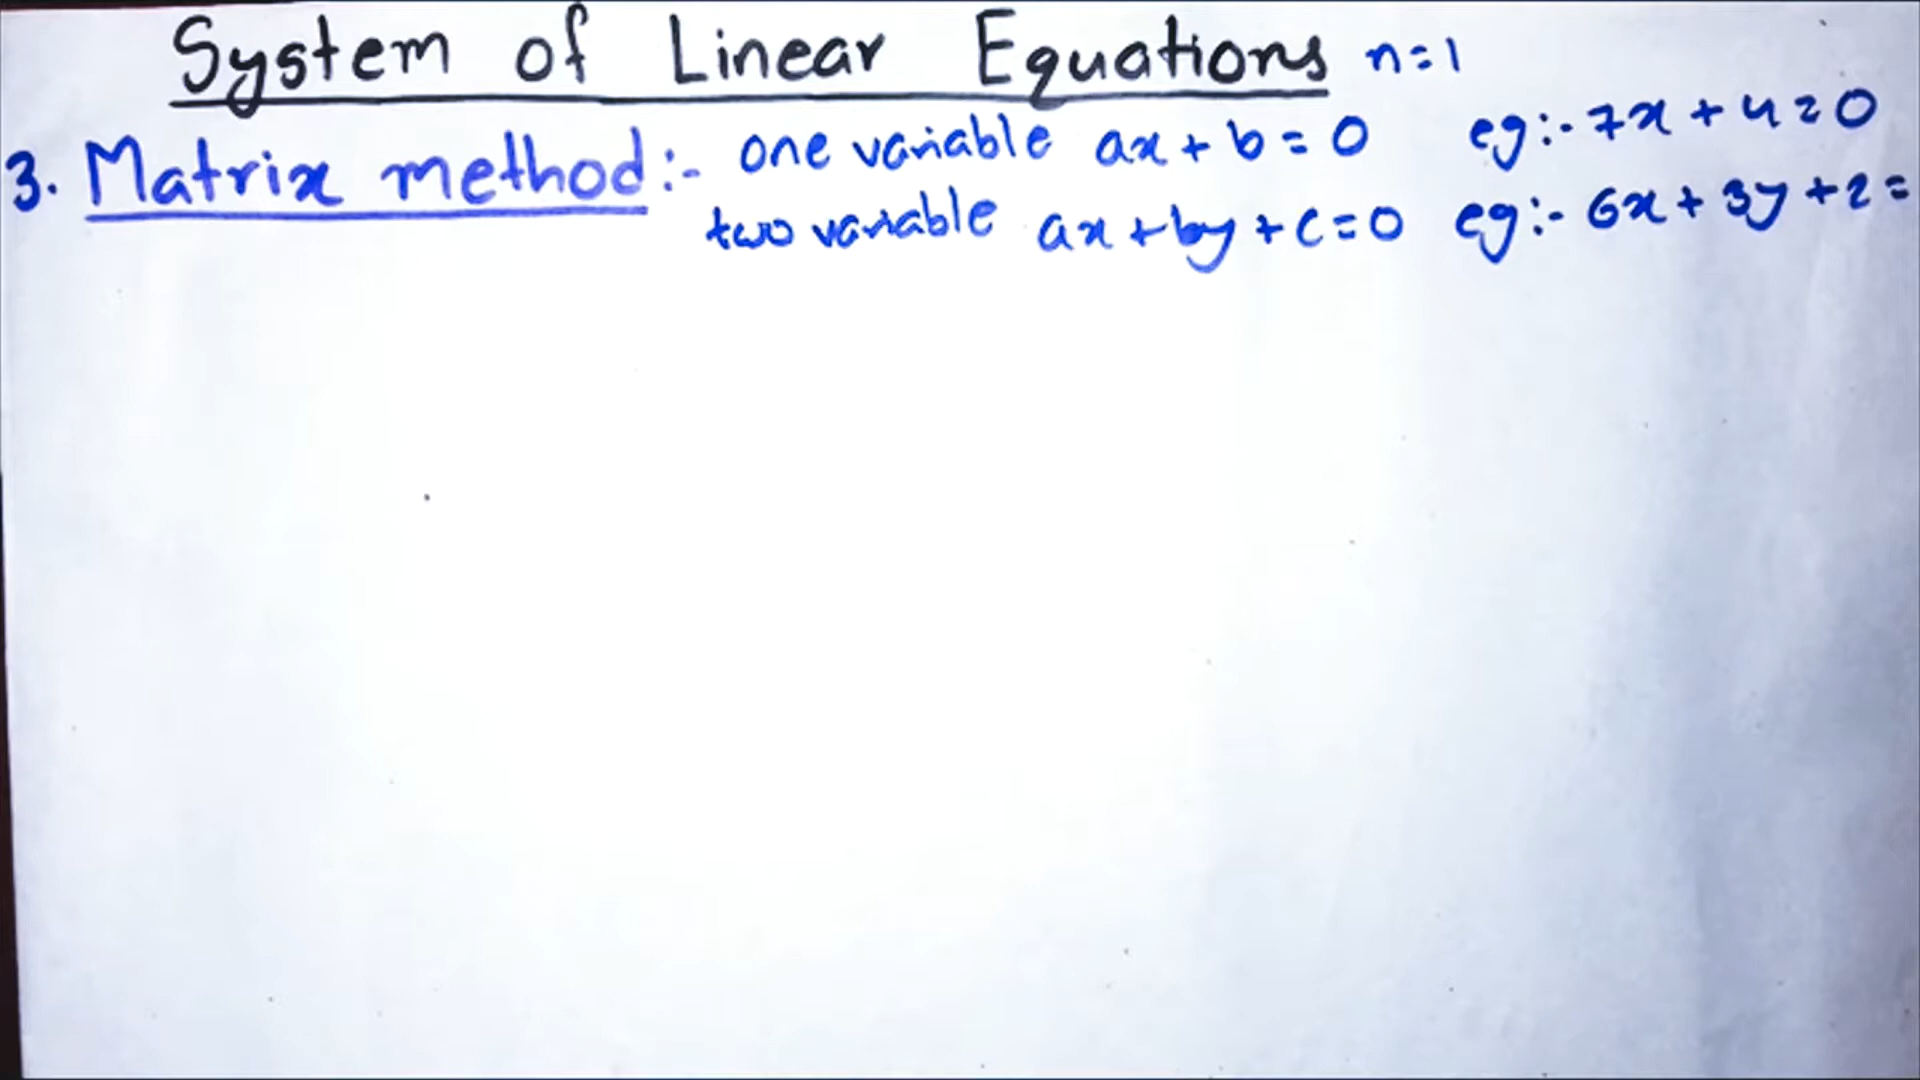 System of Linear Equations n=1
3. Matrix method:- one variable ax + b = 0 eg:- 7x + 4 = 0
two variable ax + by + c = 0 eg:- 6x + 3y + 2 =